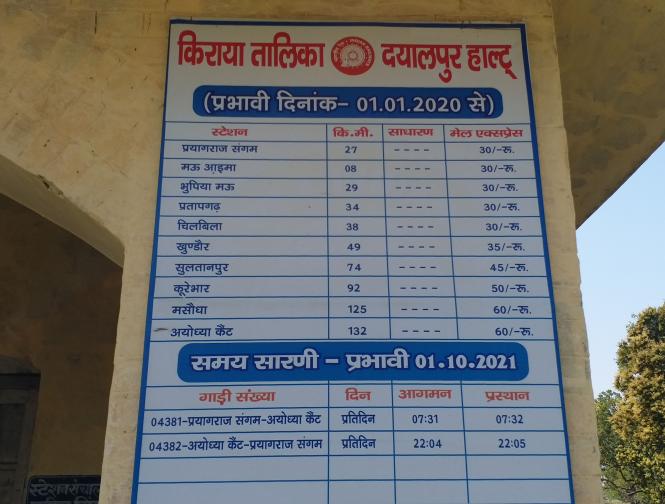 किराया तालिका दयालपुर हाल्ट्
(प्रभावी दिनांक- 01.01.2020 से)
स्टेशन कि.मी. साधारण मेल एक्सप्रेस
प्रयागराज संगम 27 ---- 30/-रू.
मऊ आइमा 08 ---- 30/-रू.
भुपिया मऊ 29 ---- 30/-रू.
प्रतापगढ़ 34 ---- 30/-रू.
चिलबिला 38 ---- 30/-रू.
खुण्डौर 49 ---- 35/-रू.
सुलतानपुर 74 ---- 45/-रू.
कूरेभार 92 ---- 50/-रू.
मसौधा 125 ---- 60/-रू.
अयोध्या कैंट 132 ---- 60/-रू.
समय सारणी - प्रभावी 01.10.2021
गाड़ी संख्या दिन आगमन प्रस्थान
04381-प्रयागराज संगम-अयोध्या कैंट प्रतिदिन 07:31 07:32
04382-अयोध्या कैंट-प्रयागराज संगम प्रतिदिन 22:04 22:05